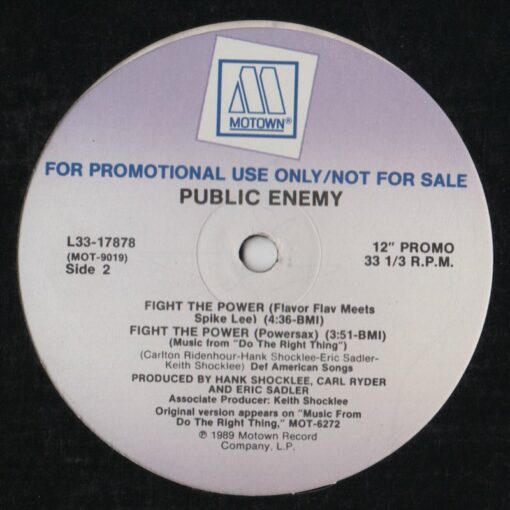 MOTOWN®
FOR PROMOTIONAL USE ONLY/NOT FOR SALE
PUBLIC ENEMY
L33-17878
(MOT-9019)
Side 2
12" PROMO
33 1/3 R.P.M.
FIGHT THE POWER (Flavor Flav Meets
Spike Lee) (4:36-BMI)
FIGHT THE POWER (Powersax) (3:51-BMI)
(Music from "Do The Right Thing")
(Carlton Ridenhour-Hank Shocklee-Eric Sadler-
Keith Shocklee) Def American Songs
PRODUCED BY HANK SHOCKLEE, CARL RYDER
AND ERIC SADLER
Associate Producer: Keith Shocklee
Original version appears on "Music From
Do The Right Thing," MOT-6272
℗ 1989 Motown Record
Company, L.P.